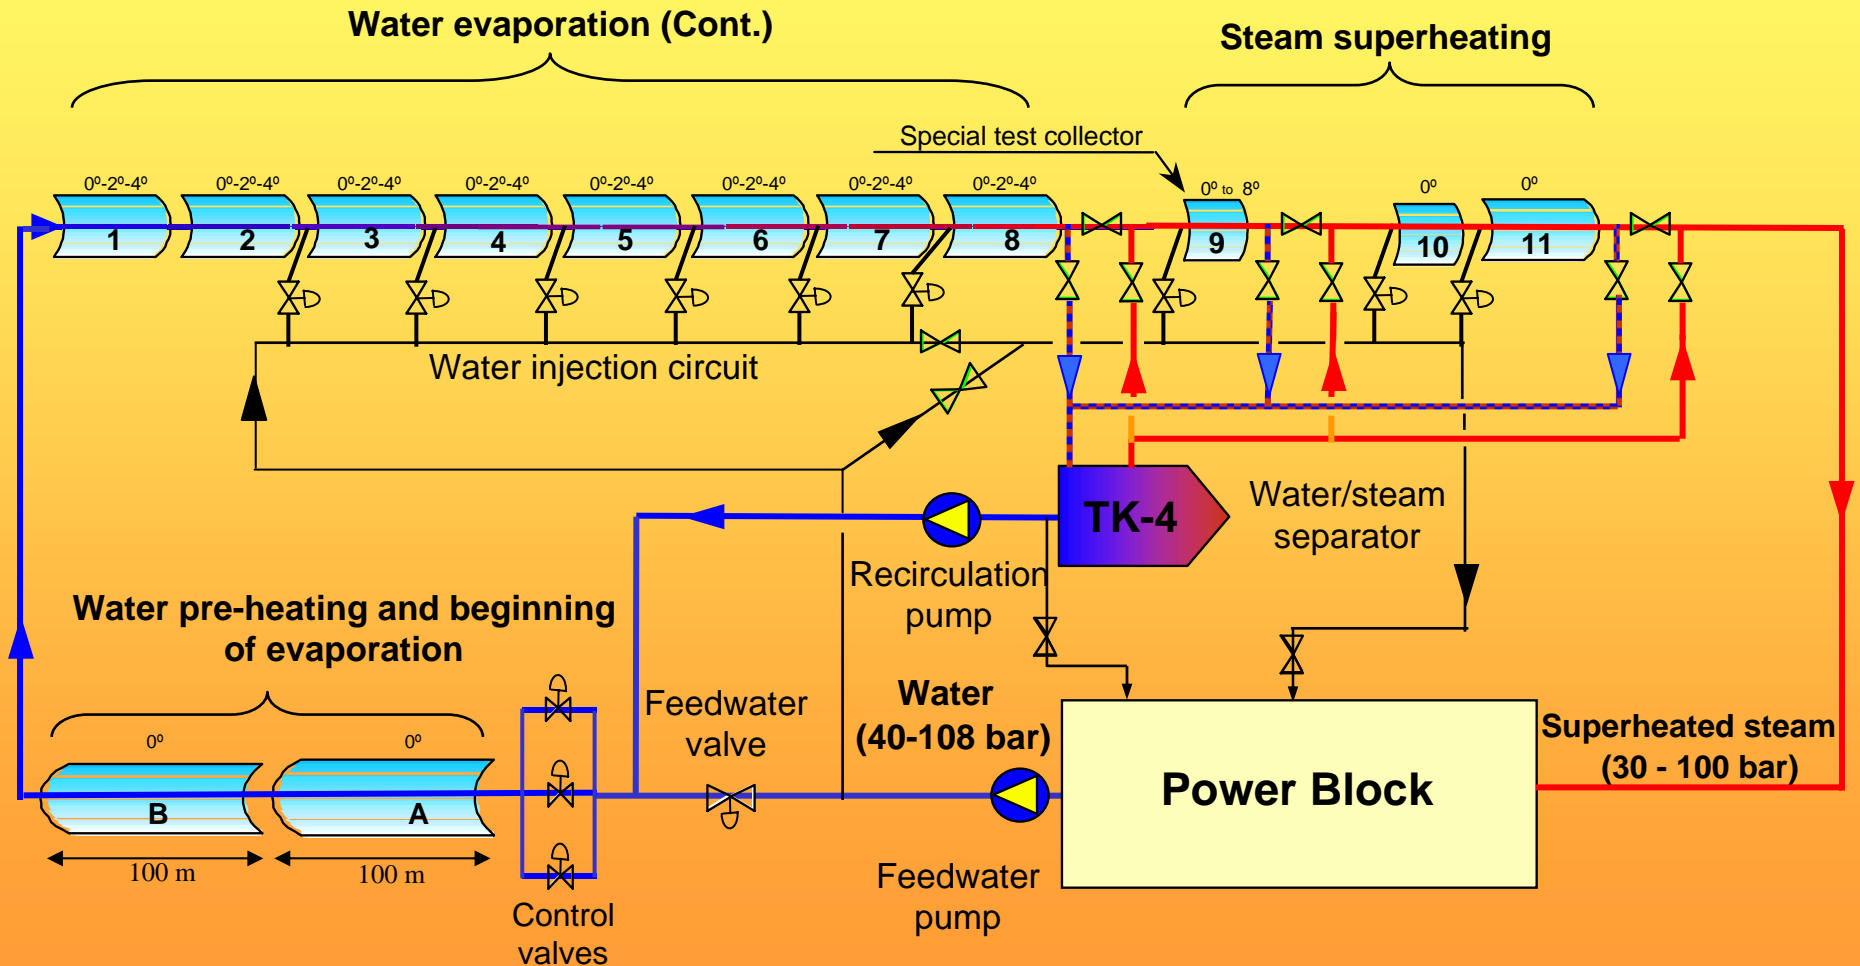 Water evaporation (Cont.)
Steam superheating
Special test collector
0º-2º-4º
0º-2º-4º
0º-2º-4º
0º-2º-4º
0º-2º-4º
0º-2º-4º
0º-2º-4º
0º-2º-4º
0º to 8º
0º
0º
1
2
3
4
5
6
7
8
9
10
11
Water injection circuit
TK-4
Water/steam
separator
Recirculation
pump
Water pre-heating and beginning
of evaporation
0º
0º
B
A
100 m
100 m
Control
valves
Feedwater
valve
Water
(40-108 bar)
Feedwater
pump
Power Block
Superheated steam
(30 - 100 bar)